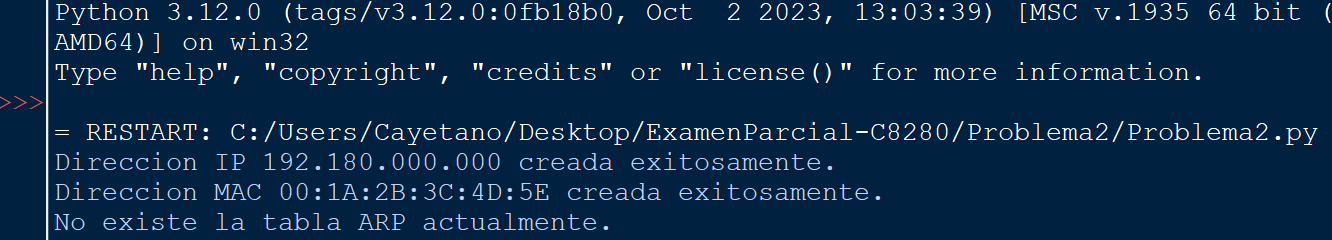 Python 3.12.0 (tags/v3.12.0:0fb18b0, Oct  2 2023, 13:03:39) [MSC v.1935 64 bit (
AMD64)] on win32
Type "help", "copyright", "credits" or "license()" for more information.
>>>
= RESTART: C:/Users/Cayetano/Desktop/ExamenParcial-C8280/Problema2/Problema2.py
Direccion IP 192.180.000.000 creada exitosamente.
Direccion MAC 00:1A:2B:3C:4D:5E creada exitosamente.
No existe la tabla ARP actualmente.